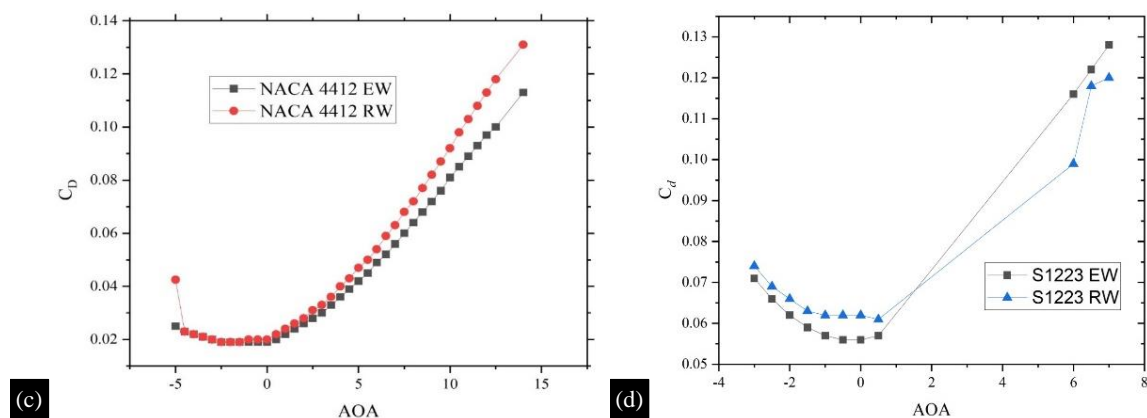 0.14
0.12
0.10
0.08
0.06
0.04
0.02
C_D
NACA 4412 EW
NACA 4412 RW
-5
0
5
10
15
AOA
(c)
0.13
0.12
0.11
0.10
0.09
0.08
0.07
0.06
0.05
C_d
S1223 EW
S1223 RW
-4
-2
0
2
4
6
8
AOA
(d)